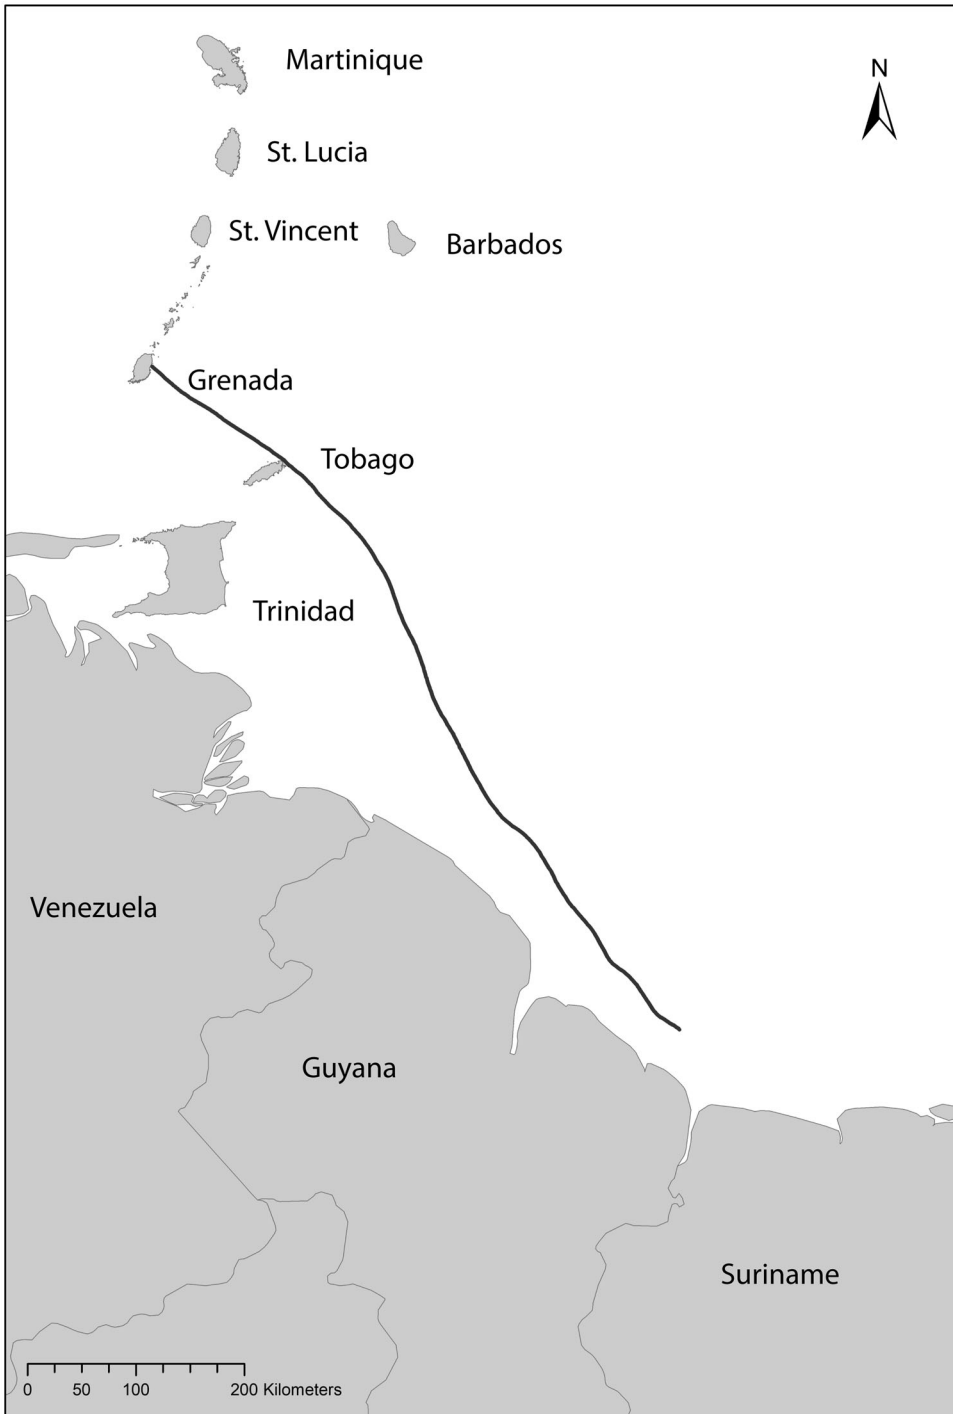 Martinique
N
St. Lucia
St. Vincent
Barbados
Grenada
Tobago
Trinidad
Venezuela
Guyana
Suriname
0 50 100 200 Kilometers